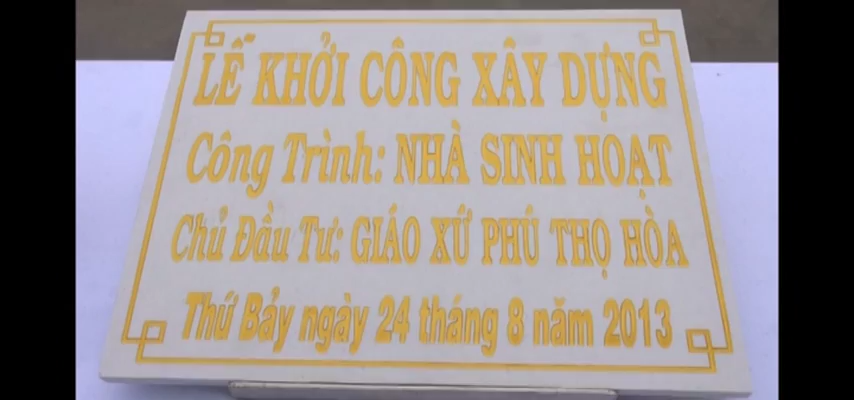 LỄ KHỞI CÔNG XÂY DỰNG
Công Trình: NHÀ SINH HOẠT
Chủ Đầu Tư: GIÁO XỨ PHÚ THỌ HÒA
Thứ Bảy ngày 24 tháng 8 năm 2013